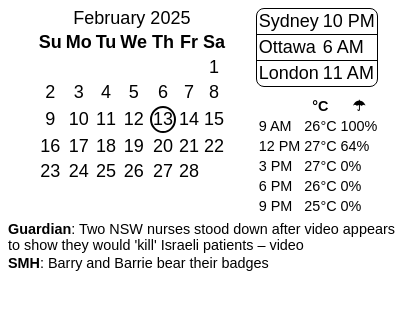 February 2025
Su Mo Tu We Th Fr Sa
1
2 3 4 5 6 7 8
9 10 11 12 13 14 15
16 17 18 19 20 21 22
23 24 25 26 27 28
Sydney 10 PM
Ottawa 6 AM
London 11 AM
°C ☂
9 AM 26°C 100%
12 PM 27°C 64%
3 PM 27°C 0%
6 PM 26°C 0%
9 PM 25°C 0%
Guardian: Two NSW nurses stood down after video appears
to show they would 'kill' Israeli patients – video
SMH: Barry and Barrie bear their badges